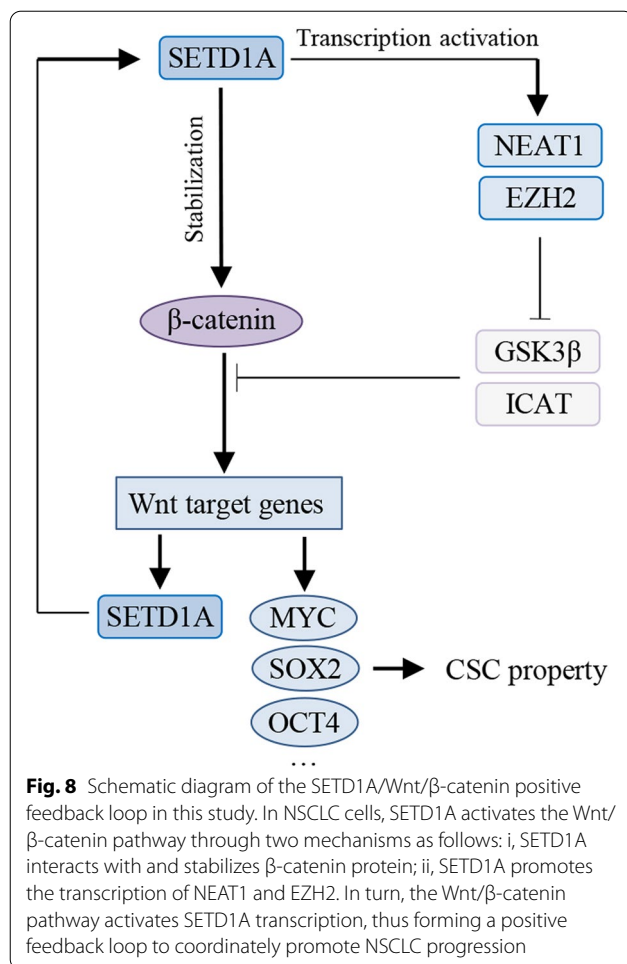 Transcription activation
SETD1A
NEAT1
EZH2
Stabilization
β-catenin
GSK3β
ICAT
Wnt target genes
SETD1A
MYC
SOX2
CSC property
OCT4
...
Fig. 8 Schematic diagram of the SETD1A/Wnt/β-catenin positive
feedback loop in this study. In NSCLC cells, SETD1A activates the Wnt/
β-catenin pathway through two mechanisms as follows: i, SETD1A
interacts with and stabilizes β-catenin protein; ii, SETD1A promotes
the transcription of NEAT1 and EZH2. In turn, the Wnt/β-catenin
pathway activates SETD1A transcription, thus forming a positive
feedback loop to coordinately promote NSCLC progression